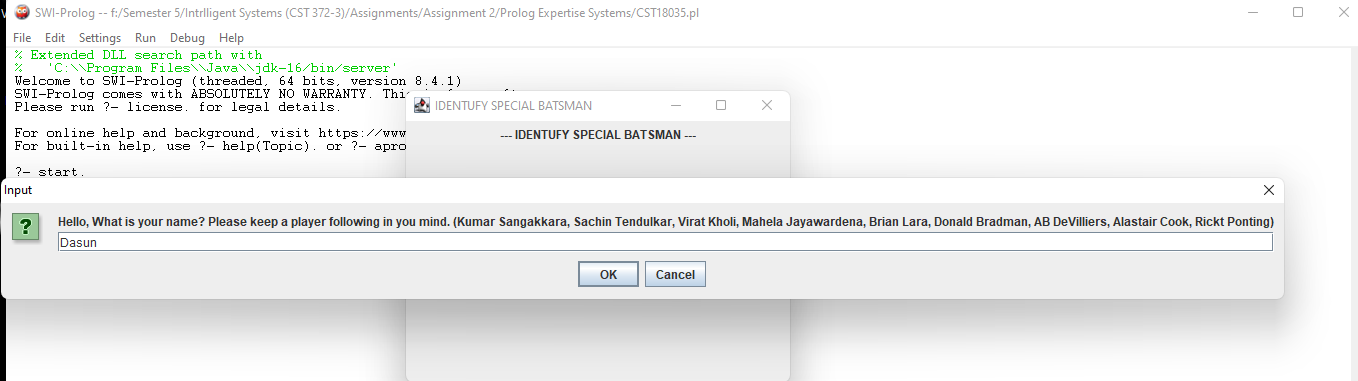 SWI-Prolog -- f:/Semester 5/Intrlligent Systems (CST 372-3)/Assignments/Assignment 2/Prolog Expertise Systems/CST18035.pl
File Edit Settings Run Debug Help
% Extended DLL search path with
% 'C:\\Program Files\\Java\\jdk-16/bin/server'
Welcome to SWI-Prolog (threaded, 64 bits, version 8.4.1)
SWI-Prolog comes with ABSOLUTELY NO WARRANTY.
Please run ?- license. for legal details.
IDENTUFY SPECIAL BATSMAN
--- IDENTUFY SPECIAL BATSMAN ---
For online help and background, visit https://www
For built-in help, use ?- help(Topic). or ?- apro
?- start.
Input
Hello, What is your name? Please keep a player following in you mind. (Kumar Sangakkara, Sachin Tendulkar, Virat Kholi, Mahela Jayawardena, Brian Lara, Donald Bradman, AB DeVilliers, Alastair Cook, Rickt Ponting)
Dasun
OK Cancel